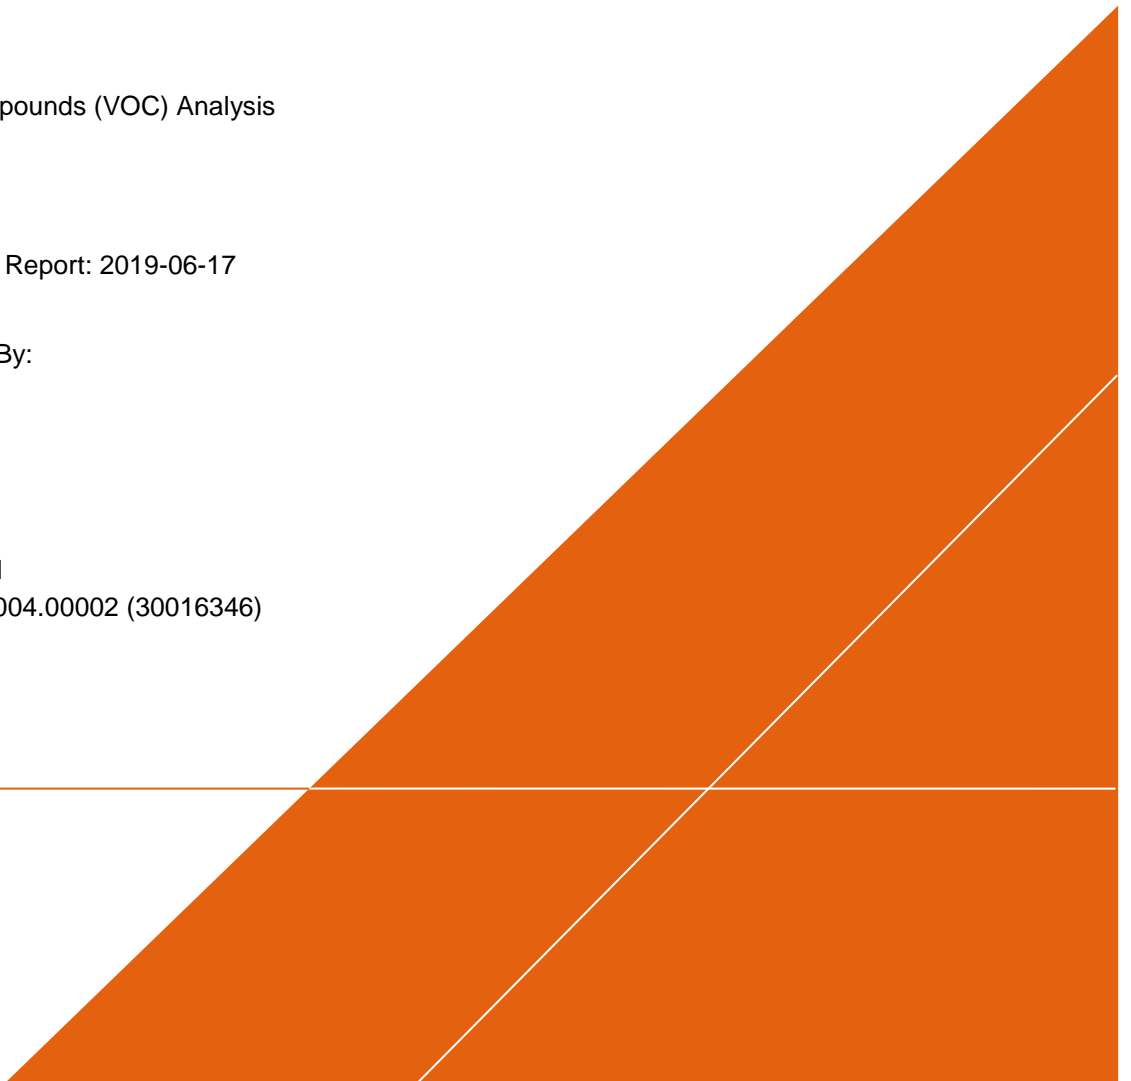 pounds (VOC) Analysis
Report: 2019-06-17
By:
004.00002 (30016346)